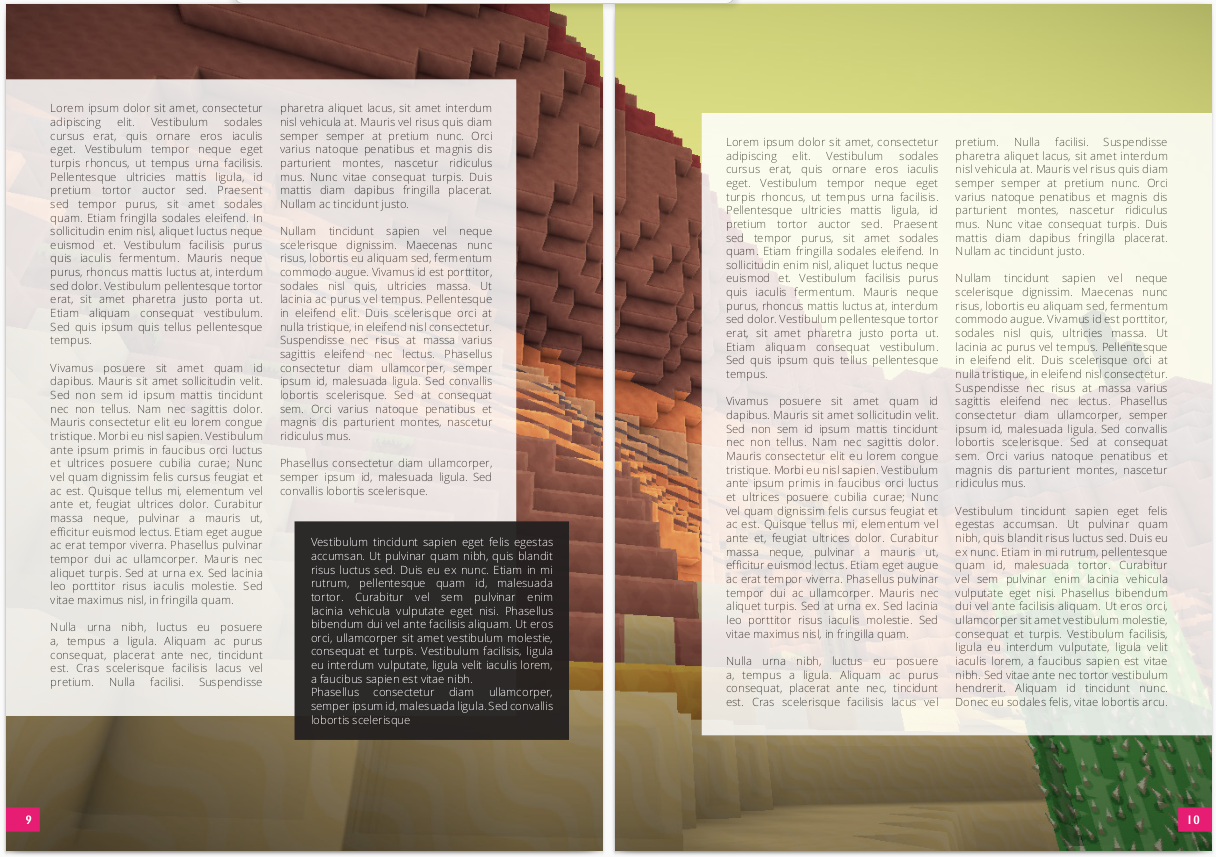 Lorem ipsum dolor sit amet, consectetur
adipiscing elit. Vestibulum sodales
cursus erat, quis ornare eros iaculis
eget. Vestibulum tempor neque eget
turpis rhoncus, ut tempus urna facilisis.
Pellentesque ultricies mattis ligula, id
pretium tortor auctor sed. Praesent
sed tempor purus, sit amet sodales
quam. Etiam fringilla sodales eleifend. In
sollicitudin enim nisl, aliquet luctus neque
euismod et. Vestibulum facilisis purus
quis iaculis fermentum. Mauris neque
purus, rhoncus mattis luctus at, interdum
sed dolor. Vestibulum pellentesque tortor
erat, sit amet pharetra justo porta ut.
Etiam aliquam consequat vestibulum.
Sed quis ipsum quis tellus pellentesque
tempus.
Vivamus posuere sit amet quam id
dapibus. Mauris sit amet sollicitudin velit.
Sed non sem id ipsum mattis tincidunt
nec non tellus. Nam nec sagittis dolor.
Mauris consectetur elit eu lorem congue
tristique. Morbi eu nisl sapien. Vestibulum
ante ipsum primis in faucibus orci luctus
et ultrices posuere cubilia curae; Nunc
vel quam dignissim felis cursus feugiat et
ac est. Quisque tellus mi, elementum vel
ante et, feugiat ultrices dolor. Curabitur
massa neque, pulvinar a mauris ut,
efficitur euismod lectus. Etiam eget augue
ac erat tempor viverra. Phasellus pulvinar
tempor dui ac ullamcorper. Mauris nec
aliquet turpis. Sed at urna ex. Sed lacinia
leo porttitor risus iaculis molestie. Sed
vitae maximus nisl, in fringilla quam.
Nulla urna nibh, luctus eu posuere
a, tempus a ligula. Aliquam ac purus
consequat, placerat ante nec, tincidunt
est. Cras scelerisque facilisis lacus vel
pretium. Nulla facilisi. Suspendisse
pharetra aliquet lacus, sit amet interdum
nisl vehicula at. Mauris vel risus quis diam
semper semper at pretium nunc. Orci
varius natoque penatibus et magnis dis
parturient montes, nascetur ridiculus
mus. Nunc vitae consequat turpis. Duis
mattis diam dapibus fringilla placerat.
Nullam ac tincidunt justo.
Nullam tincidunt sapien vel neque
scelerisque dignissim. Maecenas nunc
risus, lobortis eu aliquam sed, fermentum
commodo augue. Vivamus id est porttitor,
sodales nisl quis, ultricies massa. Ut
lacinia ac purus vel tempus. Pellentesque
in eleifend elit. Duis scelerisque orci at
nulla tristique, in eleifend nisl consectetur.
Suspendisse nec risus at massa varius
sagittis eleifend nec lectus. Phasellus
consectetur diam ullamcorper, semper
ipsum id, malesuada ligula. Sed convallis
lobortis scelerisque. Sed at consequat
sem. Orci varius natoque penatibus et
magnis dis parturient montes, nascetur
ridiculus mus.
Phasellus consectetur diam ullamcorper,
semper ipsum id, malesuada ligula. Sed
convallis lobortis scelerisque.
Vestibulum tincidunt sapien eget felis egestas
accumsan. Ut pulvinar quam nibh, quis blandit
risus luctus sed. Duis eu ex nunc. Etiam in mi
rutrum, pellentesque quam id, malesuada
tortor. Curabitur vel sem pulvinar enim
lacinia vehicula vulputate eget nisi. Phasellus
bibendum dui vel ante facilisis aliquam. Ut eros
orci, ullamcorper sit amet vestibulum molestie,
consequat et turpis. Vestibulum facilisis, ligula
eu interdum vulputate, ligula velit iaculis lorem,
a faucibus sapien est vitae nibh.
Phasellus consectetur diam ullamcorper,
semper ipsum id, malesuada ligula. Sed convallis
lobortis scelerisque
9
Lorem ipsum dolor sit amet, consectetur
adipiscing elit. Vestibulum sodales
cursus erat, quis ornare eros iaculis
eget. Vestibulum tempor neque eget
turpis rhoncus, ut tempus urna facilisis.
Pellentesque ultricies mattis ligula, id
pretium tortor auctor sed. Praesent
sed tempor purus, sit amet sodales
quam. Etiam fringilla sodales eleifend. In
sollicitudin enim nisl, aliquet luctus neque
euismod et. Vestibulum facilisis purus
quis iaculis fermentum. Mauris neque
purus, rhoncus mattis luctus at, interdum
sed dolor. Vestibulum pellentesque tortor
erat, sit amet pharetra justo porta ut.
Etiam aliquam consequat vestibulum.
Sed quis ipsum quis tellus pellentesque
tempus.
Vivamus posuere sit amet quam id
dapibus. Mauris sit amet sollicitudin velit.
Sed non sem id ipsum mattis tincidunt
nec non tellus. Nam nec sagittis dolor.
Mauris consectetur elit eu lorem congue
tristique. Morbi eu nisl sapien. Vestibulum
ante ipsum primis in faucibus orci luctus
et ultrices posuere cubilia curae; Nunc
vel quam dignissim felis cursus feugiat et
ac est. Quisque tellus mi, elementum vel
ante et, feugiat ultrices dolor. Curabitur
massa neque, pulvinar a mauris ut,
efficitur euismod lectus. Etiam eget augue
ac erat tempor viverra. Phasellus pulvinar
tempor dui ac ullamcorper. Mauris nec
aliquet turpis. Sed at urna ex. Sed lacinia
leo porttitor risus iaculis molestie. Sed
vitae maximus nisl, in fringilla quam.
Nulla urna nibh, luctus eu posuere
a, tempus a ligula. Aliquam ac purus
consequat, placerat ante nec, tincidunt
est. Cras scelerisque facilisis lacus vel
pretium. Nulla facilisi. Suspendisse
pharetra aliquet lacus, sit amet interdum
nisl vehicula at. Mauris vel risus quis diam
semper semper at pretium nunc. Orci
varius natoque penatibus et magnis dis
parturient montes, nascetur ridiculus
mus. Nunc vitae consequat turpis. Duis
mattis diam dapibus fringilla placerat.
Nullam ac tincidunt justo.
Nullam tincidunt sapien vel neque
scelerisque dignissim. Maecenas nunc
risus, lobortis eu aliquam sed, fermentum
commodo augue. Vivamus id est porttitor,
sodales nisl quis, ultricies massa. Ut
lacinia ac purus vel tempus. Pellentesque
in eleifend elit. Duis scelerisque orci at
nulla tristique, in eleifend nisl consectetur.
Suspendisse nec risus at massa varius
sagittis eleifend nec lectus. Phasellus
consectetur diam ullamcorper, semper
ipsum id, malesuada ligula. Sed convallis
lobortis scelerisque. Sed at consequat
sem. Orci varius natoque penatibus et
magnis dis parturient montes, nascetur
ridiculus mus.
Vestibulum tincidunt sapien eget felis
egestas accumsan. Ut pulvinar quam
nibh, quis blandit risus luctus sed. Duis eu
ex nunc. Etiam in mi rutrum, pellentesque
quam id, malesuada tortor. Curabitur
vel sem pulvinar enim lacinia vehicula
vulputate eget nisi. Phasellus bibendum
dui vel ante facilisis aliquam. Ut eros orci,
ullamcorper sit amet vestibulum molestie,
consequat et turpis. Vestibulum facilisis,
ligula eu interdum vulputate, ligula velit
iaculis lorem, a faucibus sapien est vitae
nibh. Sed vitae ante nec tortor vestibulum
hendrerit. Aliquam id tincidunt nunc.
Donec eu sodales felis, vitae lobortis arcu.
10